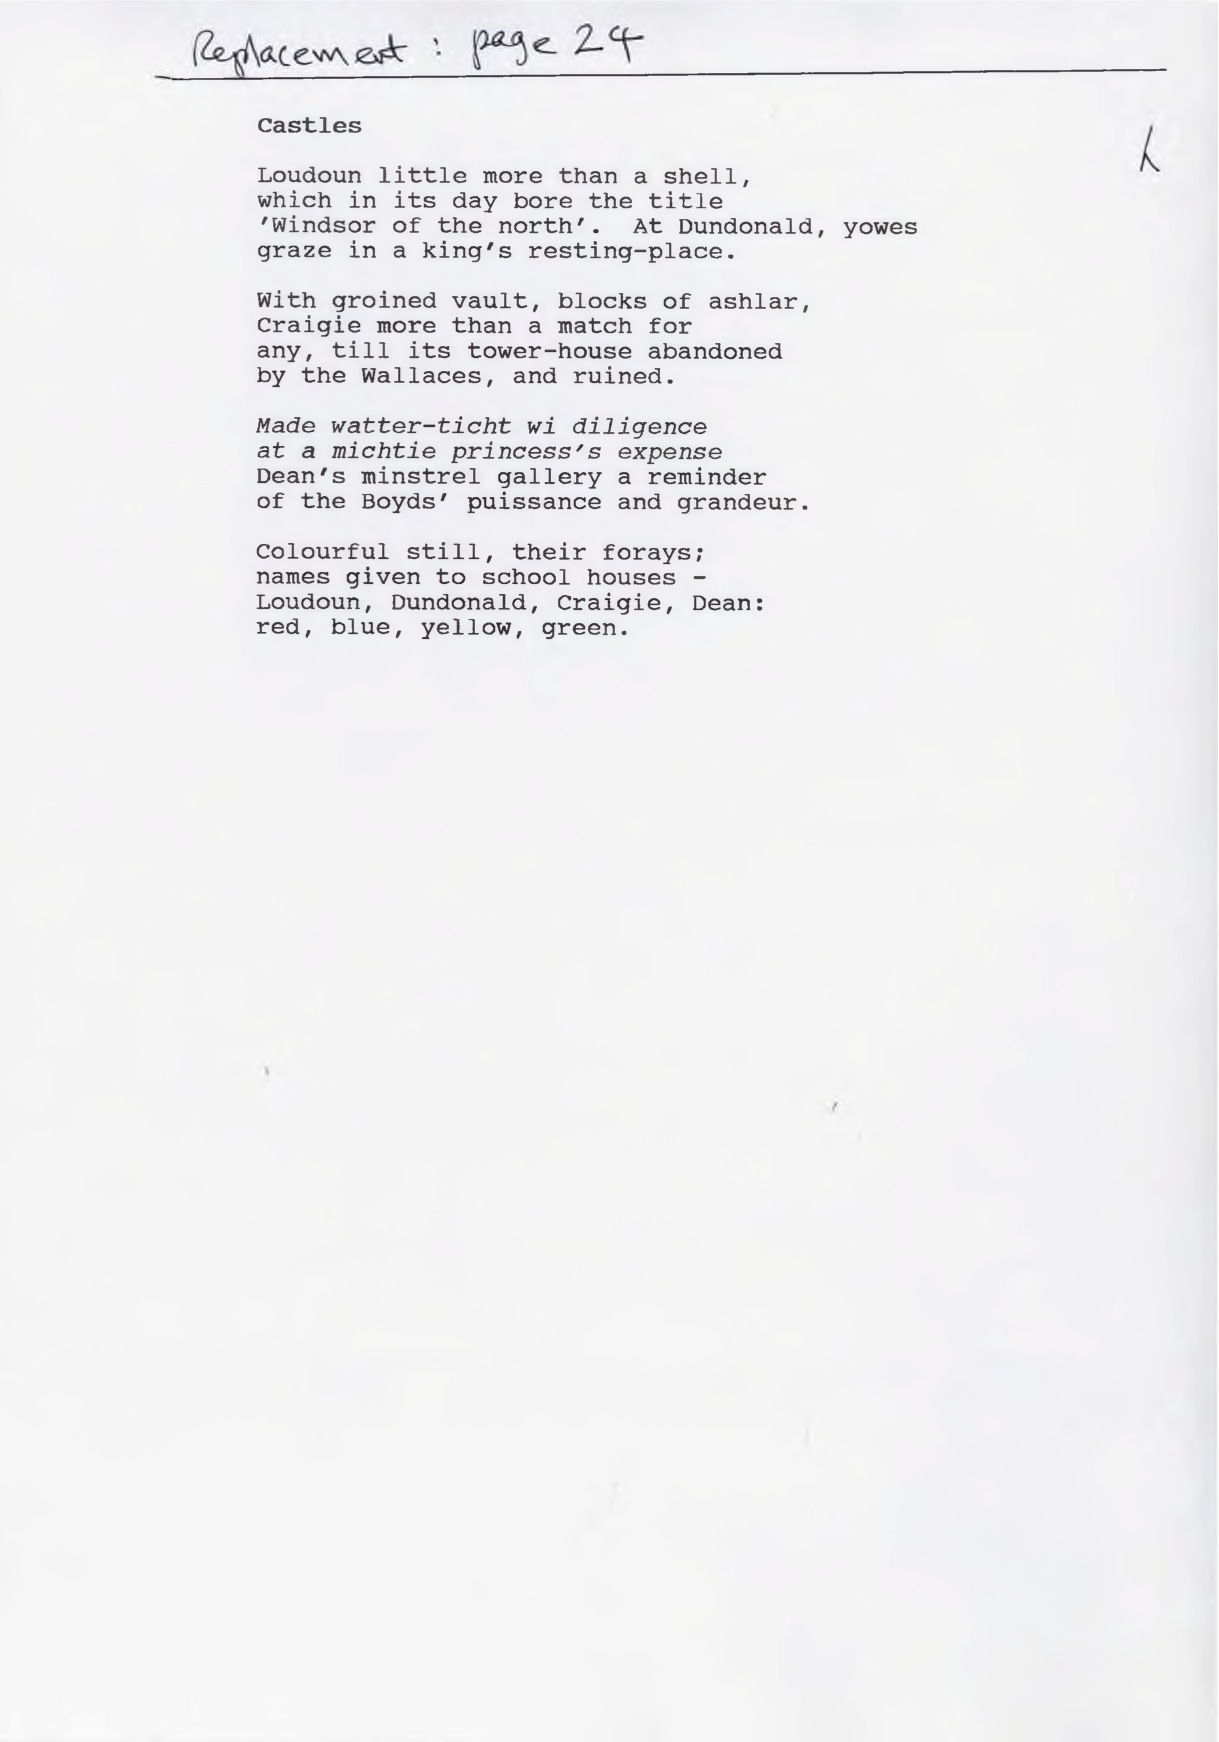 Replacement : page 24
Castles
Loudoun little more than a shell,
which in its day bore the title
'Windsor of the north'. At Dundonald, yowes
graze in a king's resting-place.
With groined vault, blocks of ashlar,
Craigie more than a match for
any, till its tower-house abandoned
by the Wallaces, and ruined.
Made watter-ticht wi diligence
at a michtie princess's expense
Dean's minstrel gallery a reminder
of the Boyds' puissance and grandeur.
Colourful still, their forays;
names given to school houses -
Loudoun, Dundonald, Craigie, Dean:
red, blue, yellow, green.